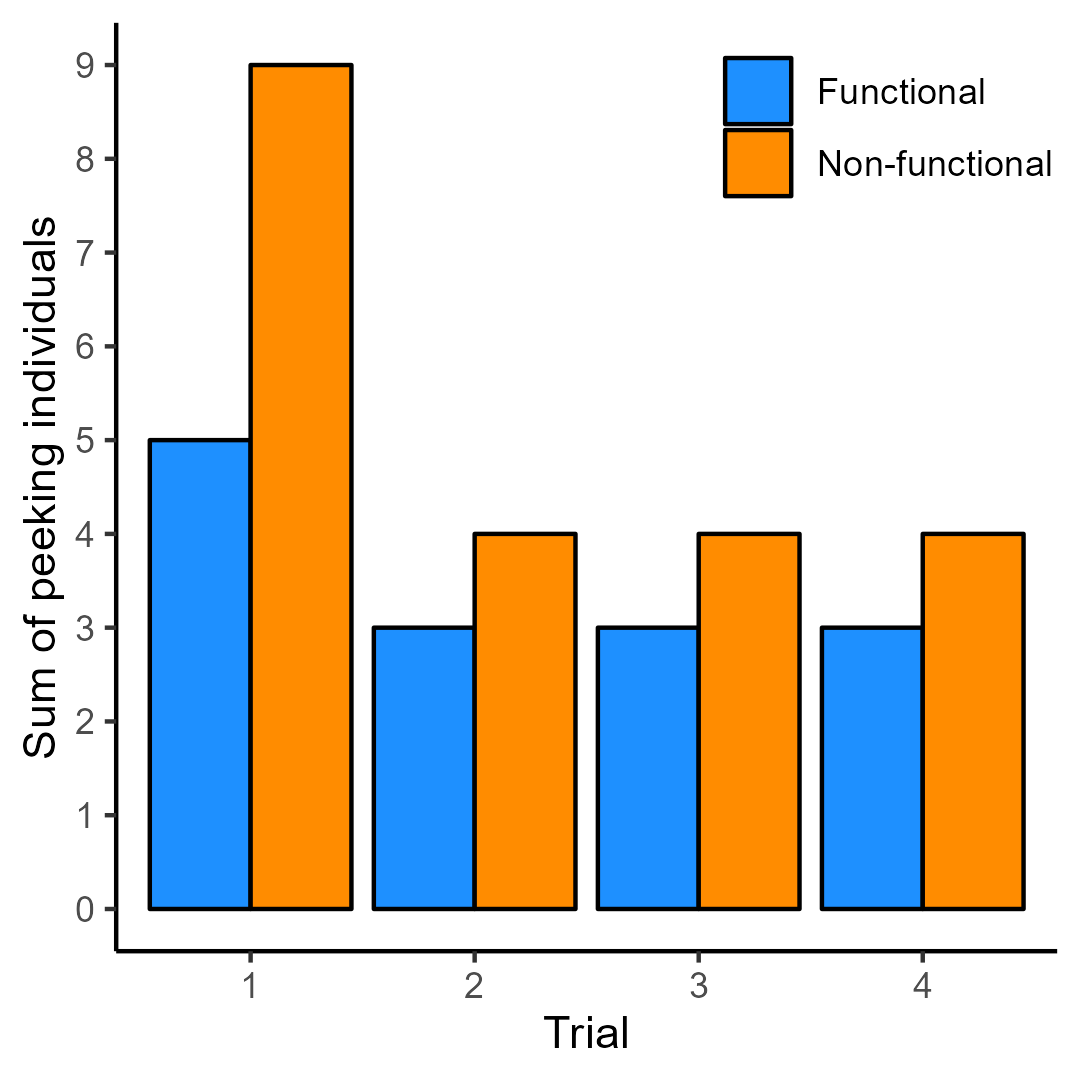 Functional
Non-functional
Sum of peeking individuals
9
8
7
6
5
4
3
2
1
0
1 2 3 4
Trial